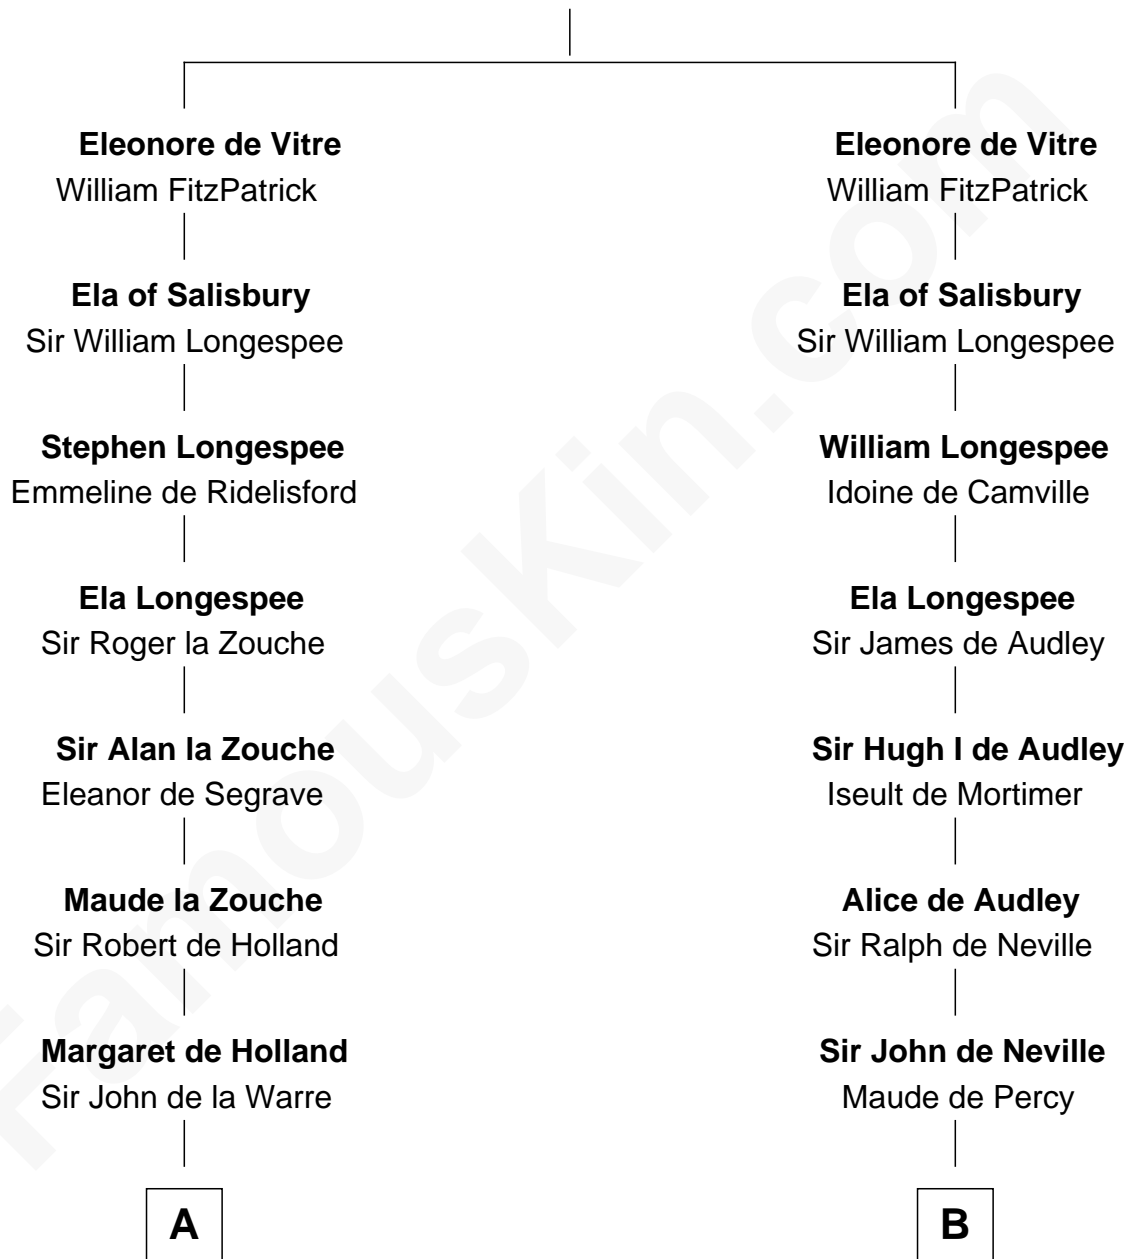 Eleonore de Vitre
William FitzPatrick
Ela of Salisbury
Sir William Longespee
Stephen Longespee
Emmeline de Ridelisford
Ela Longespee
Sir Roger la Zouche
Sir Alan la Zouche
Eleanor de Segrave
Maude la Zouche
Sir Robert de Holland
Margaret de Holland
Sir John de la Warre
A
Eleonore de Vitre
William FitzPatrick
Ela of Salisbury
Sir William Longespee
William Longespee
Idoine de Camville
Ela Longespee
Sir James de Audley
Sir Hugh I de Audley
Iseult de Mortimer
Alice de Audley
Sir Ralph de Neville
Sir John de Neville
Maude de Percy
B
FamousKin.com